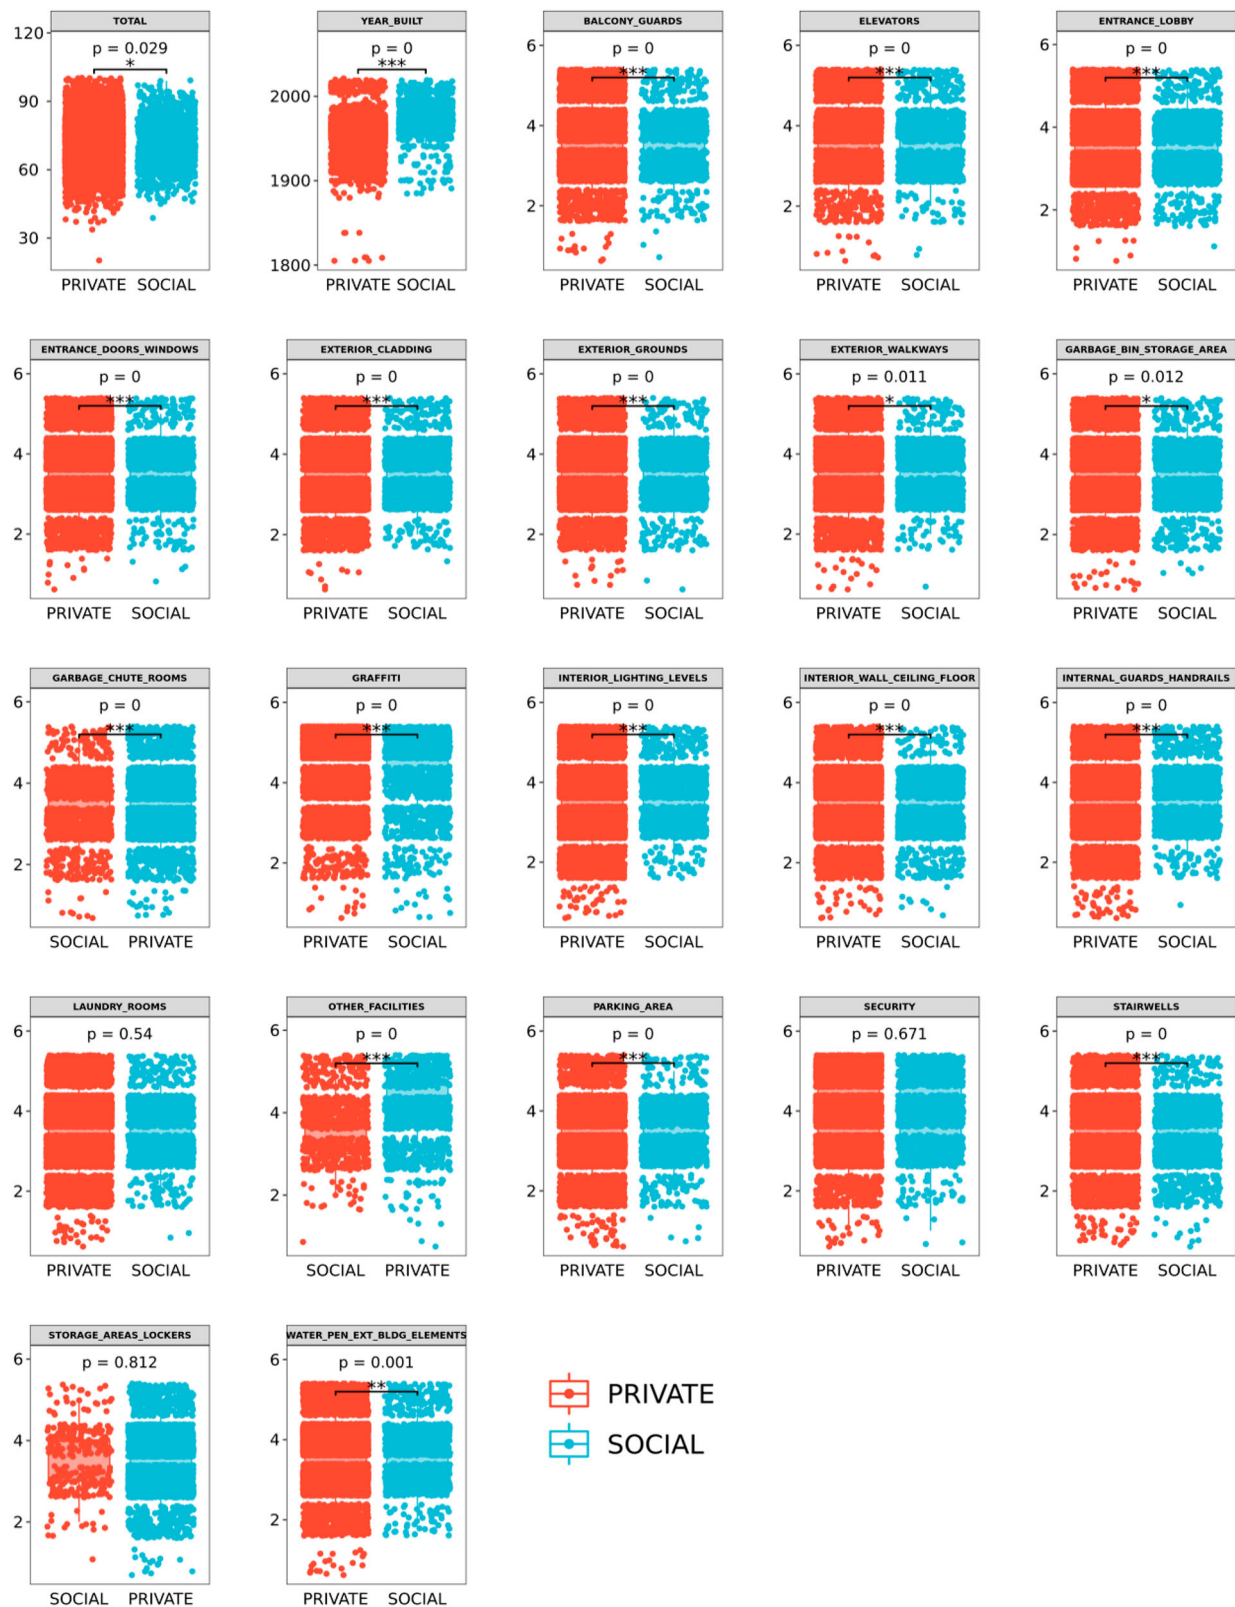 TOTAL
120
90
60
30
p = 0.029
*
PRIVATE SOCIAL
YEAR_BUILT
2000
1900
1800
p = 0
***
PRIVATE SOCIAL
BALCONY_GUARDS
6
4
2
p = 0
***
PRIVATE SOCIAL
ELEVATORS
6
4
2
p = 0
***
PRIVATE SOCIAL
ENTRANCE_LOBBY
6
4
2
p = 0
***
PRIVATE SOCIAL
ENTRANCE_DOORS_WINDOWS
6
4
2
p = 0
***
PRIVATE SOCIAL
EXTERIOR_CLADDING
6
4
2
p = 0
***
PRIVATE SOCIAL
EXTERIOR_GROUNDS
6
4
2
p = 0
***
PRIVATE SOCIAL
EXTERIOR_WALKWAYS
6
4
2
p = 0.011
*
PRIVATE SOCIAL
GARBAGE_BIN_STORAGE_AREA
6
4
2
p = 0.012
*
PRIVATE SOCIAL
GARBAGE_CHUTE_ROOMS
6
4
2
p = 0
***
SOCIAL PRIVATE
GRAFFITI
6
4
2
p = 0
***
PRIVATE SOCIAL
INTERIOR_LIGHTING_LEVELS
6
4
2
p = 0
***
PRIVATE SOCIAL
INTERIOR_WALL_CEILING_FLOOR
6
4
2
p = 0
***
PRIVATE SOCIAL
INTERNAL_GUARDS_HANDRAILS
6
4
2
p = 0
***
PRIVATE SOCIAL
LAUNDRY_ROOMS
6
4
2
p = 0.54
PRIVATE SOCIAL
OTHER_FACILITIES
6
4
2
p = 0
***
SOCIAL PRIVATE
PARKING_AREA
6
4
2
p = 0
***
PRIVATE SOCIAL
SECURITY
6
4
2
p = 0.671
PRIVATE SOCIAL
STAIRWELLS
6
4
2
p = 0
***
PRIVATE SOCIAL
STORAGE_AREAS_LOCKERS
6
4
2
p = 0.812
SOCIAL PRIVATE
WATER_PEN_EXT_BLDG_ELEMENTS
6
4
2
p = 0.001
**
PRIVATE SOCIAL
PRIVATE
SOCIAL